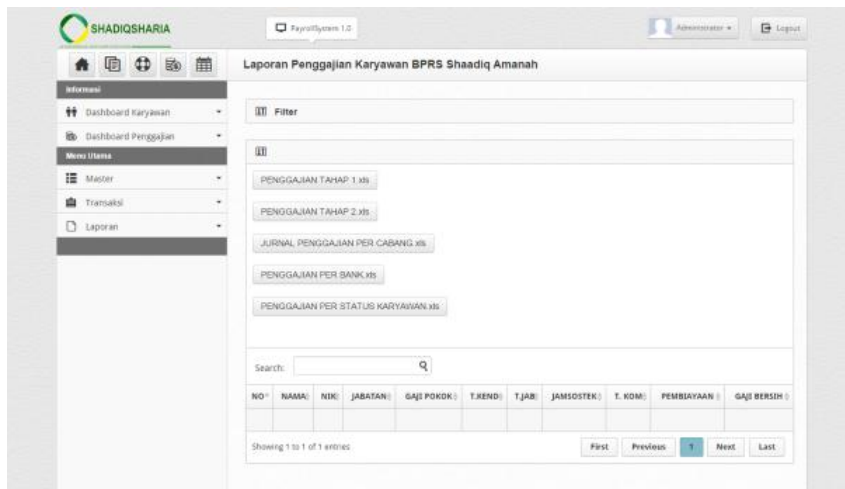 SHADIQSHARIA
PayrollSystem 1.0
Administrator
Logout
Laporan Penggajian Karyawan BPRS Shaadiq Amanah
Informasi
Dashboard Karyawan
Dashboard Penggajian
Menu Utama
Master
Transaksi
Laporan
Filter
PENGGAJIAN TAHAP 1.xls
PENGGAJIAN TAHAP 2.xls
JURNAL PENGGAJIAN PER CABANG.xls
PENGGAJIAN PER BANK.xls
PENGGAJIAN PER STATUS KARYAWAN.xls
Search:
NO NAMA NIK JABATAN GAJI POKOK T.KEND T.JAB JAMSOSTEK T. KOM PEMBIAYAAN GAJI BERSIH
Showing 1 to 1 of 1 entries First Previous 1 Next Last